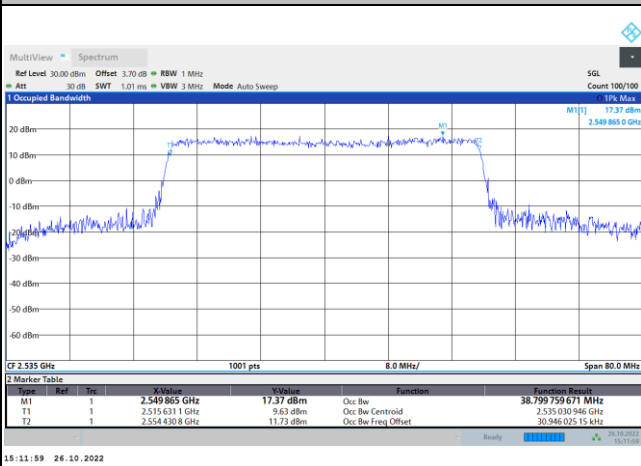 MultiView Spectrum
Ref Level 30.00 dBm Offset 3.70 dB RBW 1 MHz SGL
Att 30 dB SWT 1.01 ms VBW 3 MHz Mode Auto Sweep Count 100/100
1 Occupied Bandwidth 1Pk Max
M1[1] 17.37 dBm
2.549 865 0 GHz
M1
20 dBm
T1 T2
10 dBm
0 dBm
-10 dBm
-20 dBm
-30 dBm
-40 dBm
-50 dBm
-60 dBm
CF 2.535 GHz 1001 pts 8.0 MHz/ Span 80.0 MHz
2 Marker Table
Type Ref Trc X-Value Y-Value Function Function Result
M1 1 2.549 865 GHz 17.37 dBm Occ Bw 38.799 759 671 MHz
T1 1 2.515 631 1 GHz 9.63 dBm Occ Bw Centroid 2.535 030 946 GHz
T2 1 2.554 430 8 GHz 11.73 dBm Occ Bw Freq Offset 30.946 025 15 kHz
Ready 26.10.2022
15:11:59
15:11:59 26.10.2022